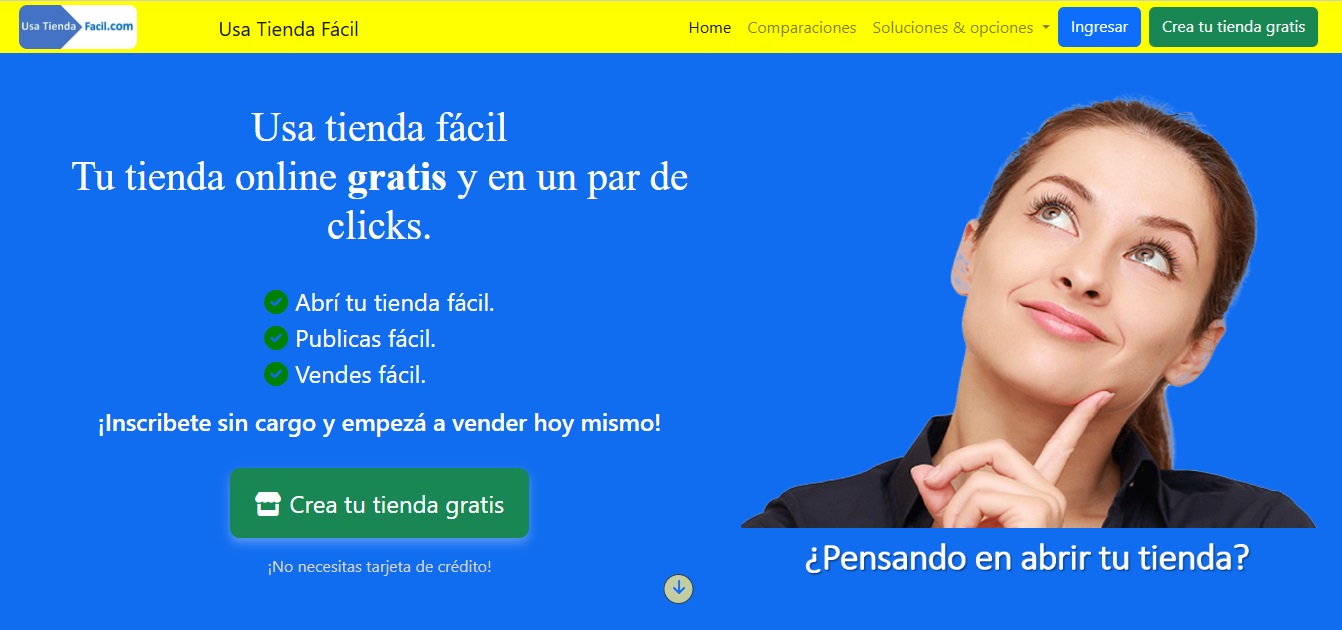 Usa Tienda Facil.com
Usa Tienda Fácil
Home
Comparaciones
Soluciones & opciones
Ingresar
Crea tu tienda gratis
Usa tienda fácil
Tu tienda online gratis y en un par de
clicks.
Abrí tu tienda fácil.
Publicas fácil.
Vendes fácil.
¡Inscribete sin cargo y empezá a vender hoy mismo!
Crea tu tienda gratis
¡No necesitas tarjeta de crédito!
¿Pensando en abrir tu tienda?